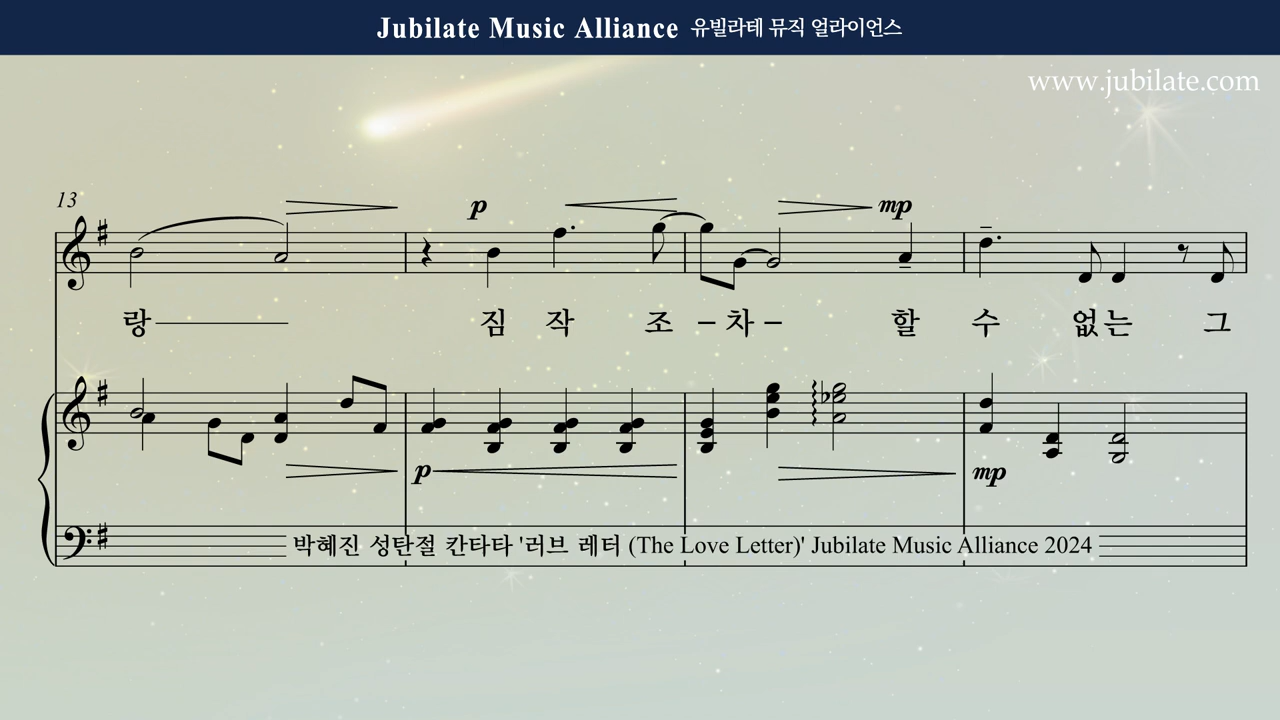 Jubilate Music Alliance 유빌라테 뮤직 얼라이언스
www.jubilate.com
13
p mp
랑 짐 작 조 - 차 - 할 수 없는 그
p mp
박혜진 성탄절 칸타타 '러브 레터 (The Love Letter)' Jubilate Music Alliance 2024